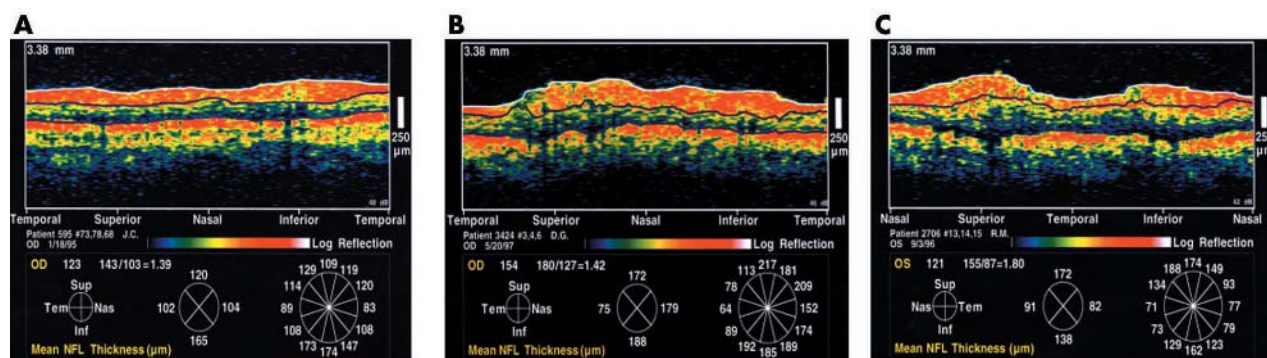 A
3.38 mm
250
µm
48 dB
Temporal Superior Nasal Inferior Temporal
Patient 595 #73,78,68 J.C.
OD 1/18/95
Log Reflection
OD 123 143/103=1.39
Sup
Tem Nas
Inf
120
102 104
165
109
129 119
114 120
89 83
108 108
173 147
174
Mean NFL Thickness (µm)
B
3.38 mm
250
µm
46 dB
Temporal Superior Nasal Inferior Temporal
Patient 3424 #3,4,6 D.G.
OD 5/20/97
Log Reflection
OD 154 180/127=1.42
Sup
Tem Nas
Inf
172
75 179
188
217
113 181
78 209
64 152
89 174
192 189
185
Mean NFL Thickness (µm)
C
3.38 mm
25
µ
42 dB
Nasal Superior Temporal Inferior Nasal
Patient 2706 #13,14,15 R.M.
OS 9/3/96
Log Reflection
OS 121 155/87=1.80
Sup
Nas Tem
Inf
172
91 82
138
174
188 149
134 93
71 77
73 79
129 123
162
Mean NFL Thickness (µm)